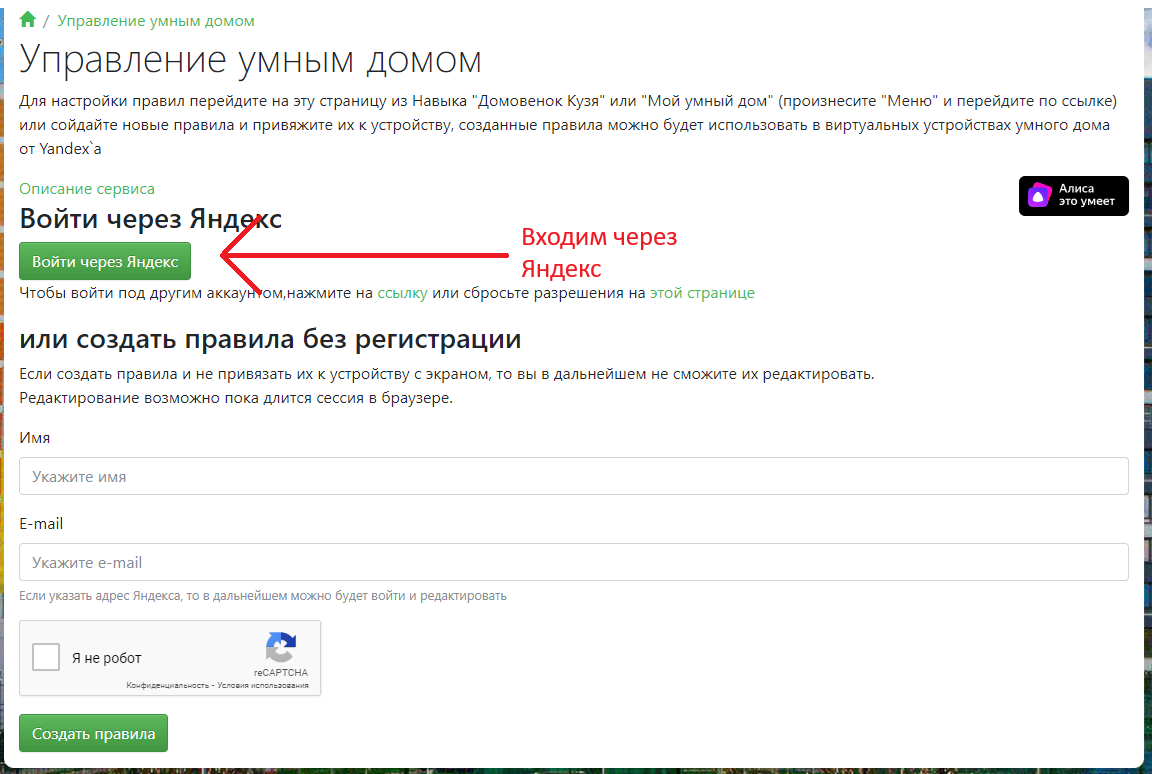 / Управление умным домом
Управление умным домом
Для настройки правил перейдите на эту страницу из Навыка "Домовенок Кузя" или "Мой умный дом" (произнесите "Меню" и перейдите по ссылке)
или сойдайте новые правила и привяжите их к устройству, созданные правила можно будет использовать в виртуальных устройствах умного дома
от Yandex`а
Описание сервиса
Алиса
это умеет
Войти через Яндекс
Войти через Яндекс
Входим через
Яндекс
Чтобы войти под другим аккаунтом,нажмите на ссылку или сбросьте разрешения на этой странице
или создать правила без регистрации
Если создать правила и не привязать их к устройству с экраном, то вы в дальнейшем не сможите их редактировать.
Редактирование возможно пока длится сессия в браузере.
Имя
Укажите имя
E-mail
Укажите e-mail
Если указать адрес Яндекса, то в дальнейшем можно будет войти и редактировать
Я не робот
reCAPTCHA
Конфиденциальность - Условия использования
Создать правила